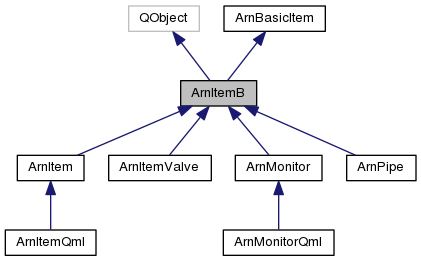 QObject
ArnBasicItem
ArnItemB
ArnItem
ArnItemValve
ArnMonitor
ArnPipe
ArnItemQml
ArnMonitorQml